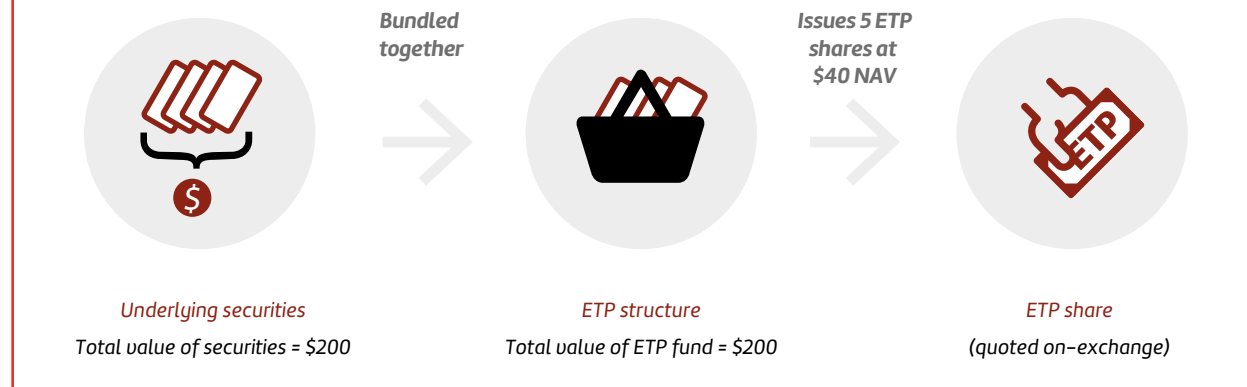 Bundled
together
Issues 5 ETP
shares at
$40 NAV
$
ETP
Underlying securities
Total value of securities = $200
ETP structure
Total value of ETP fund = $200
ETP share
(quoted on-exchange)